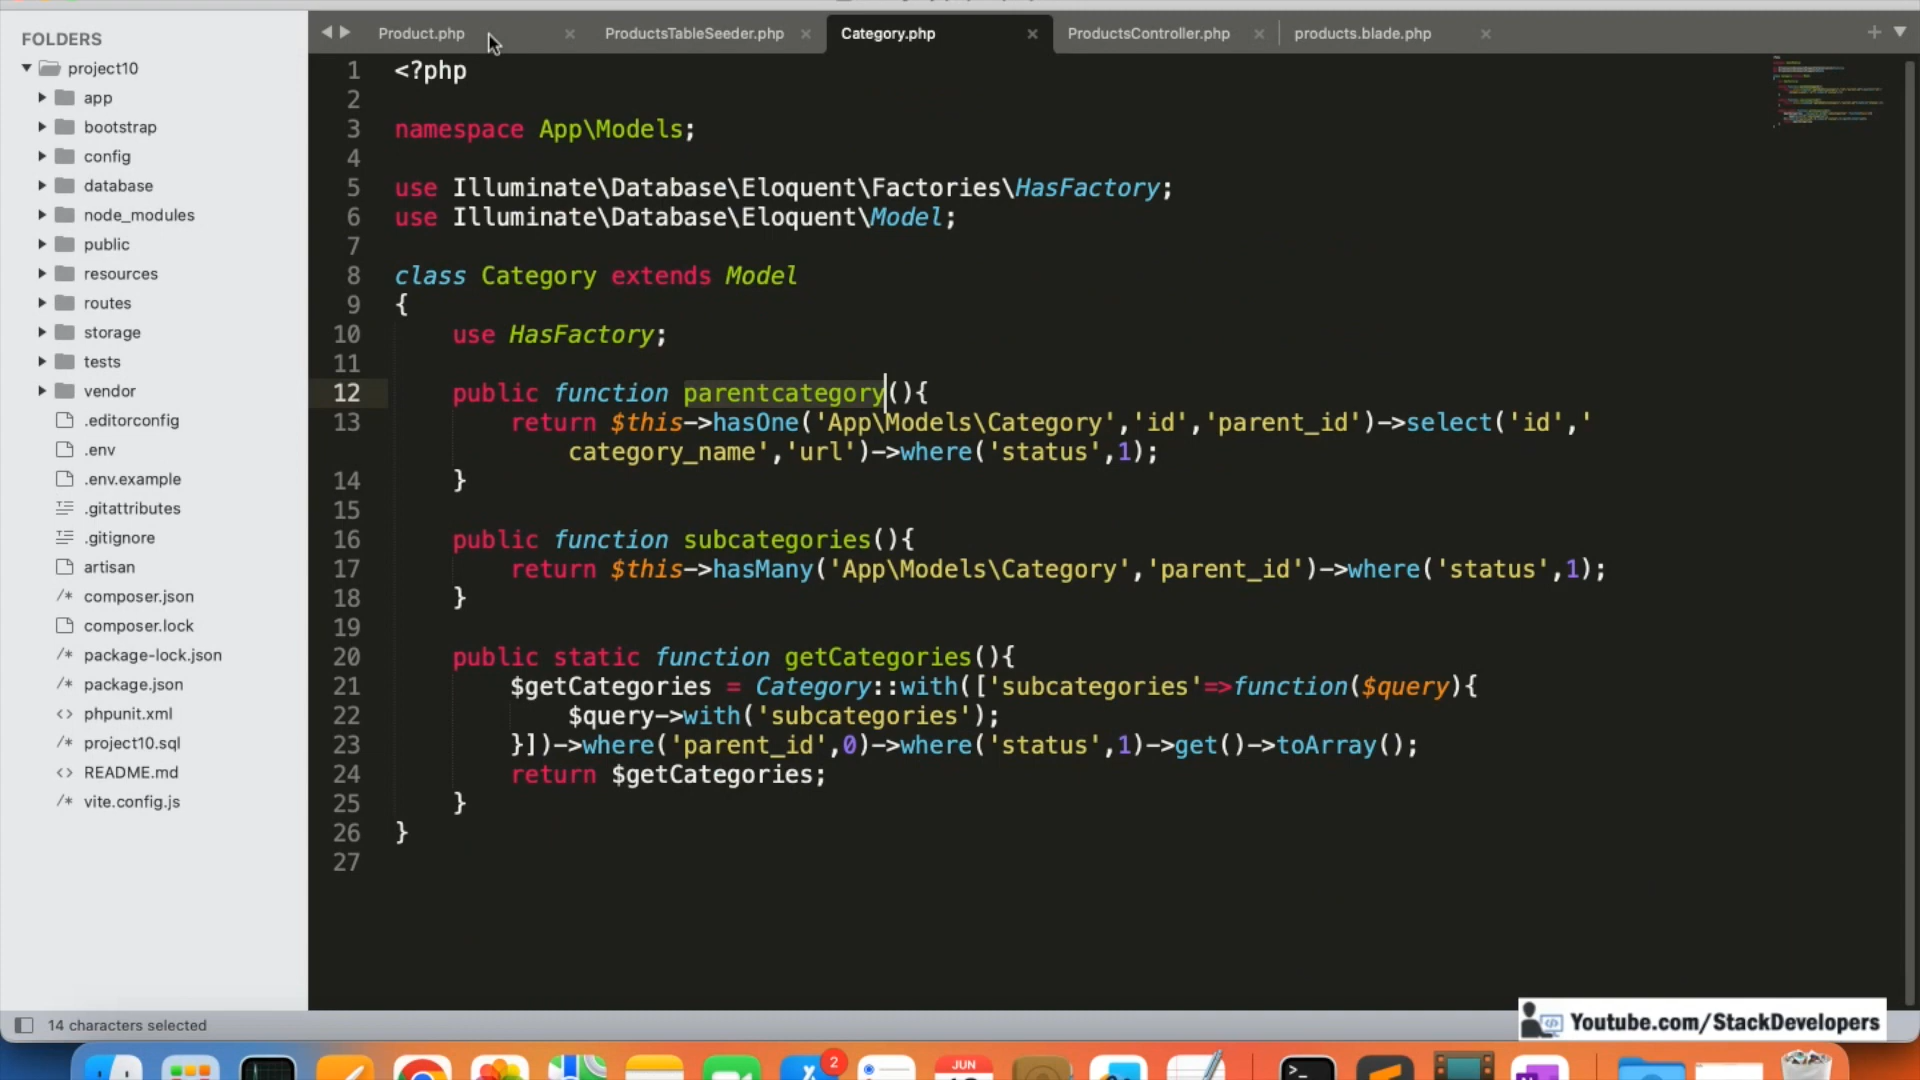 FOLDERS
project10
app
bootstrap
config
database
node_modules
public
resources
routes
storage
tests
vendor
.editorconfig
.env
.env.example
.gitattributes
.gitignore
artisan
/* composer.json
composer.lock
/* package-lock.json
/* package.json
<> phpunit.xml
/* project10.sql
<> README.md
/* vite.config.js
Product.php
ProductsTableSeeder.php
Category.php
ProductsController.php
products.blade.php
1 <?php
2
3 namespace App\Models;
4
5 use Illuminate\Database\Eloquent\Factories\HasFactory;
6 use Illuminate\Database\Eloquent\Model;
7
8 class Category extends Model
9 {
10 use HasFactory;
11
12 public function parentcategory(){
13 return $this->hasOne('App\Models\Category','id','parent_id')->select('id','
category_name','url')->where('status',1);
14 }
15
16 public function subcategories(){
17 return $this->hasMany('App\Models\Category','parent_id')->where('status',1);
18 }
19
20 public static function getCategories(){
21 $getCategories = Category::with(['subcategories'=>function($query){
22 $query->with('subcategories');
23 }])->where('parent_id',0)->where('status',1)->get()->toArray();
24 return $getCategories;
25 }
26 }
27
14 characters selected
Youtube.com/StackDevelopers
2
JUN